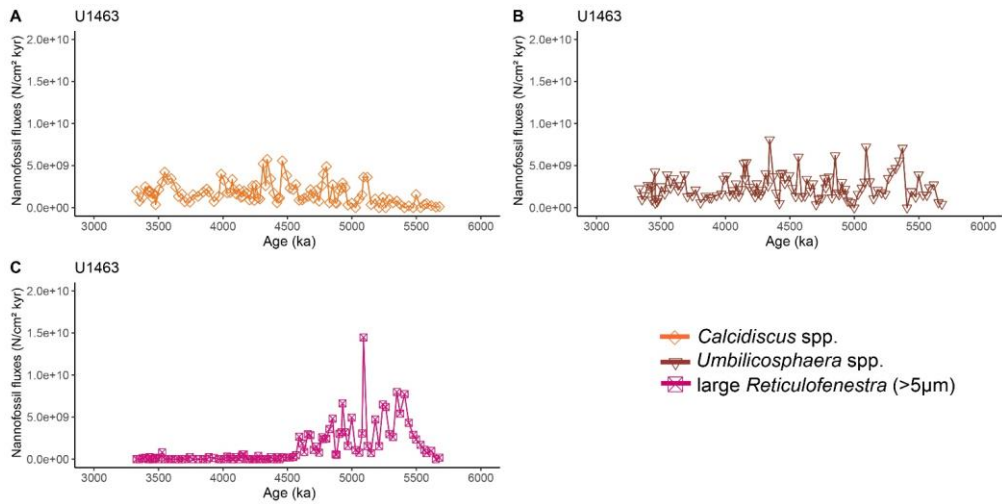 A U1463
Nannofossil fluxes (N/cm² kyr)
2.0e+10
1.5e+10
1.0e+10
5.0e+09
0.0e+00
3000 3500 4000 4500 5000 5500 6000
Age (ka)
B U1463
Nannofossil fluxes (N/cm² kyr)
2.0e+10
1.5e+10
1.0e+10
5.0e+09
0.0e+00
3000 3500 4000 4500 5000 5500 6000
Age (ka)
C U1463
Nannofossil fluxes (N/cm² kyr)
2.0e+10
1.5e+10
1.0e+10
5.0e+09
0.0e+00
3000 3500 4000 4500 5000 5500 6000
Age (ka)
Calcidiscus spp.
Umbilicosphaera spp.
large Reticulofenestra (>5µm)